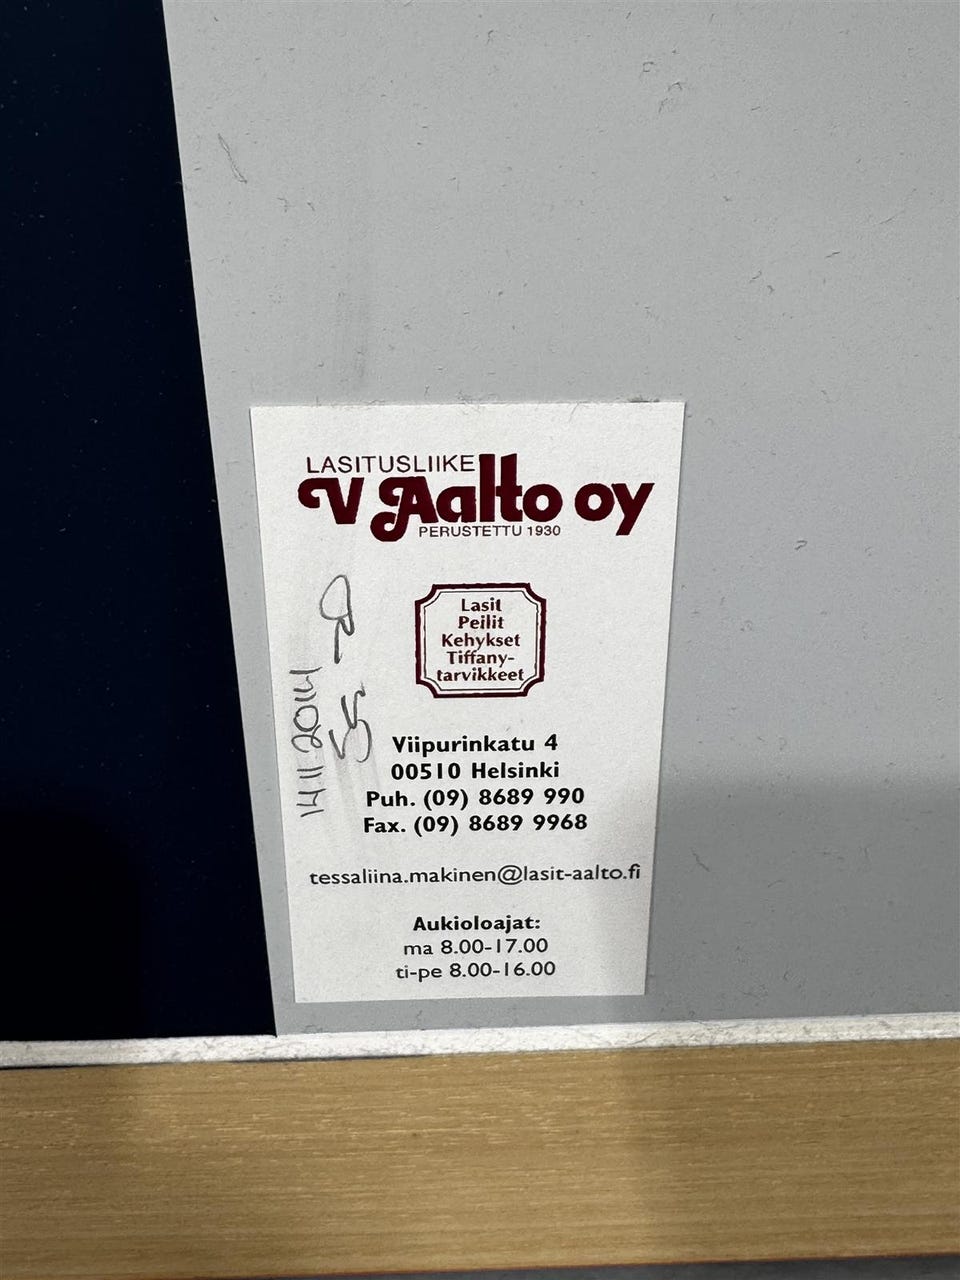 LASITUSLIIKE
V Aalto oy
PERUSTETTU 1930
Lasit
Peilit
Kehykset
Tiffany-
tarvikkeet
14.11.2014
Viipurinkatu 4
00510 Helsinki
Puh. (09) 8689 990
Fax. (09) 8689 9968
tessaliina.makinen@lasit-aalto.fi
Aukioloajat:
ma 8.00-17.00
ti-pe 8.00-16.00